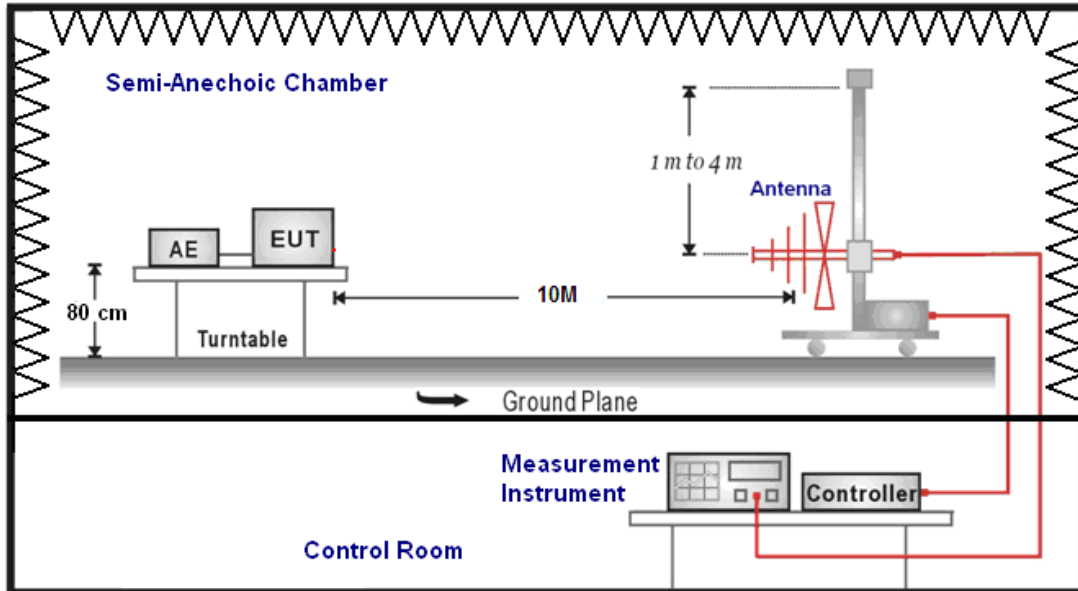 Semi-Anechoic Chamber
1 m to 4 m
Antenna
AE
EUT
80 cm
10M
Turntable
Ground Plane
Measurement
Instrument
Controller
Control Room